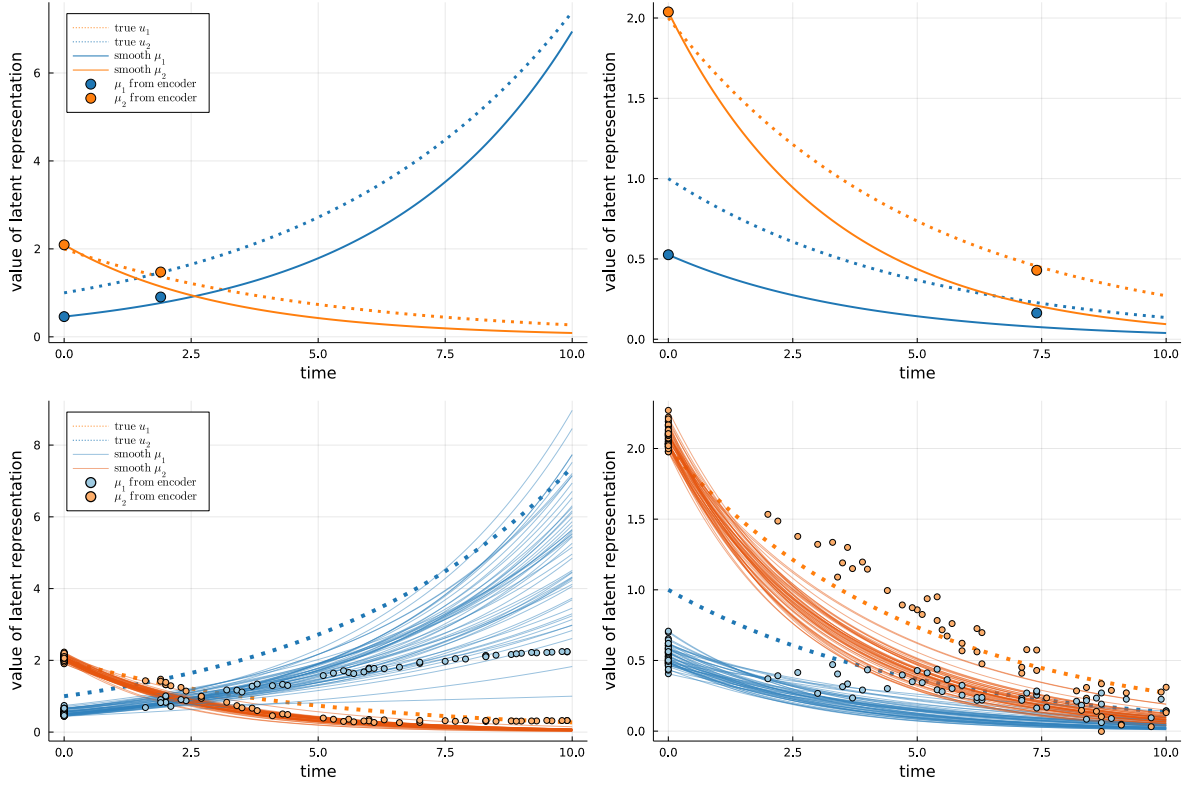 value of latent representation
6
4
2
0
true u₁
true u₂
smooth μ₁
smooth μ₂
μ₁ from encoder
μ₂ from encoder
0.0 2.5 5.0 7.5 10.0
time
value of latent representation
2.0
1.5
1.0
0.5
0.0
0.0 2.5 5.0 7.5 10.0
time
value of latent representation
8
6
4
2
0
true u₁
true u₂
smooth μ₁
smooth μ₂
μ₁ from encoder
μ₂ from encoder
0.0 2.5 5.0 7.5 10.0
time
value of latent representation
2.0
1.5
1.0
0.5
0.0
0.0 2.5 5.0 7.5 10.0
time